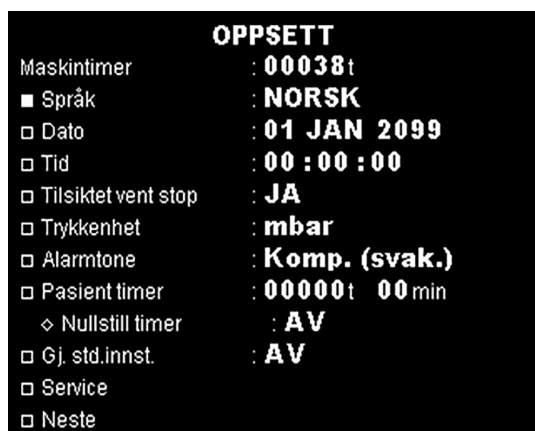 OPPSETT
Maskintimer : 00038t
Språk : NORSK
Dato : 01 JAN 2099
Tid : 00:00:00
Tilsiktet vent stop : JA
Trykkenhet : mbar
Alarmtone : Komp. (svak.)
Pasient timer : 00000t 00min
Nullstill timer : AV
Gj. std.innst. : AV
Service
Neste